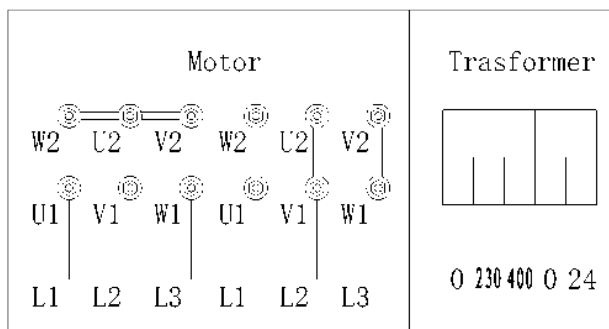 Motor Trasformer
W2 U2 V2 W2 U2 V2
U1 V1 W1 U1 V1 W1
L1 L2 L3 L1 L2 L3
0 230 400 0 24